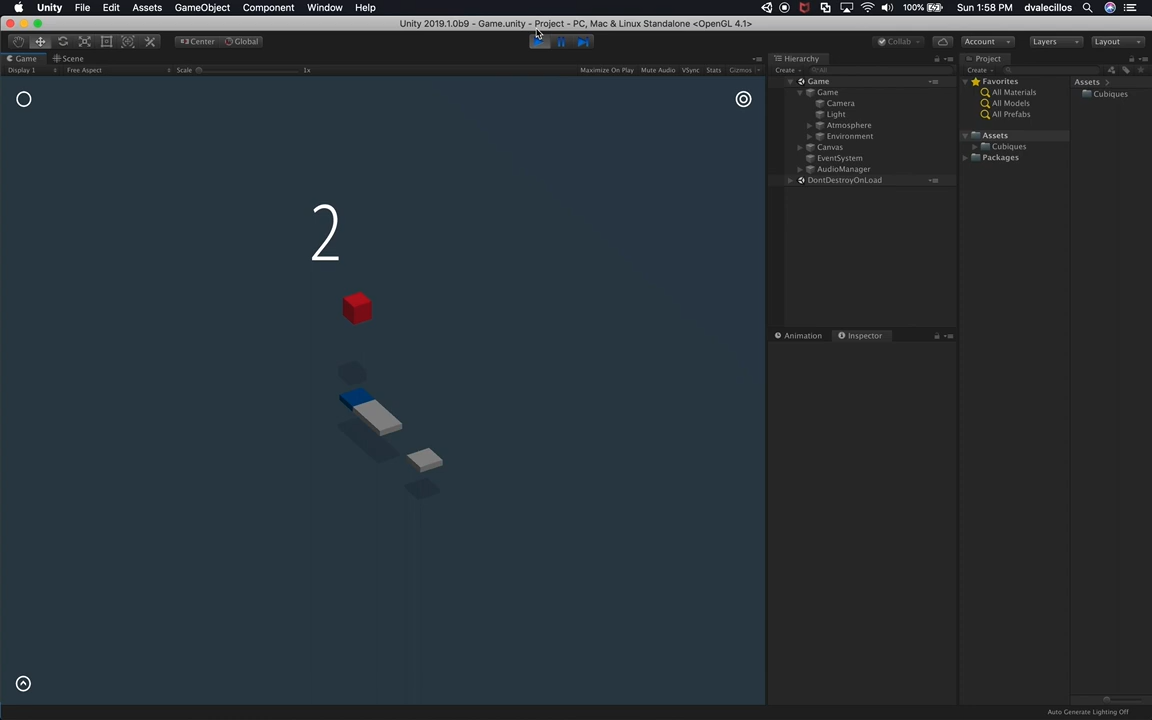 Unity File Edit Assets GameObject Component Window Help 100% Sun 1:58 PM dvalecillos
Unity 2019.1.0b9 - Game.unity - Project - PC, Mac & Linux Standalone <OpenGL 4.1>
Center Global Collab Account Layers Layout
Game Scene Hierarchy Project
Display 1 Free Aspect Scale 1x Maximize On Play Mute Audio VSync Stats Gizmos Create All Create
Game Favorites Assets
Game All Materials Cubiques
Camera All Models
Light All Prefabs
Atmosphere
Environment Assets
Canvas Cubiques
EventSystem Packages
AudioManager
DontDestroyOnLoad
2
Animation Inspector
Auto Generate Lighting Off